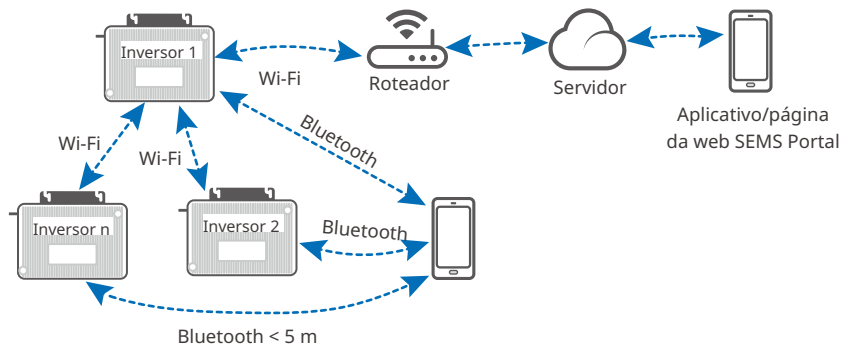 Inversor 1
Wi-Fi
Roteador
Servidor
Aplicativo/página
da web SEMS Portal
Wi-Fi
Wi-Fi
Bluetooth
Inversor n
Inversor 2
Bluetooth
Bluetooth < 5 m